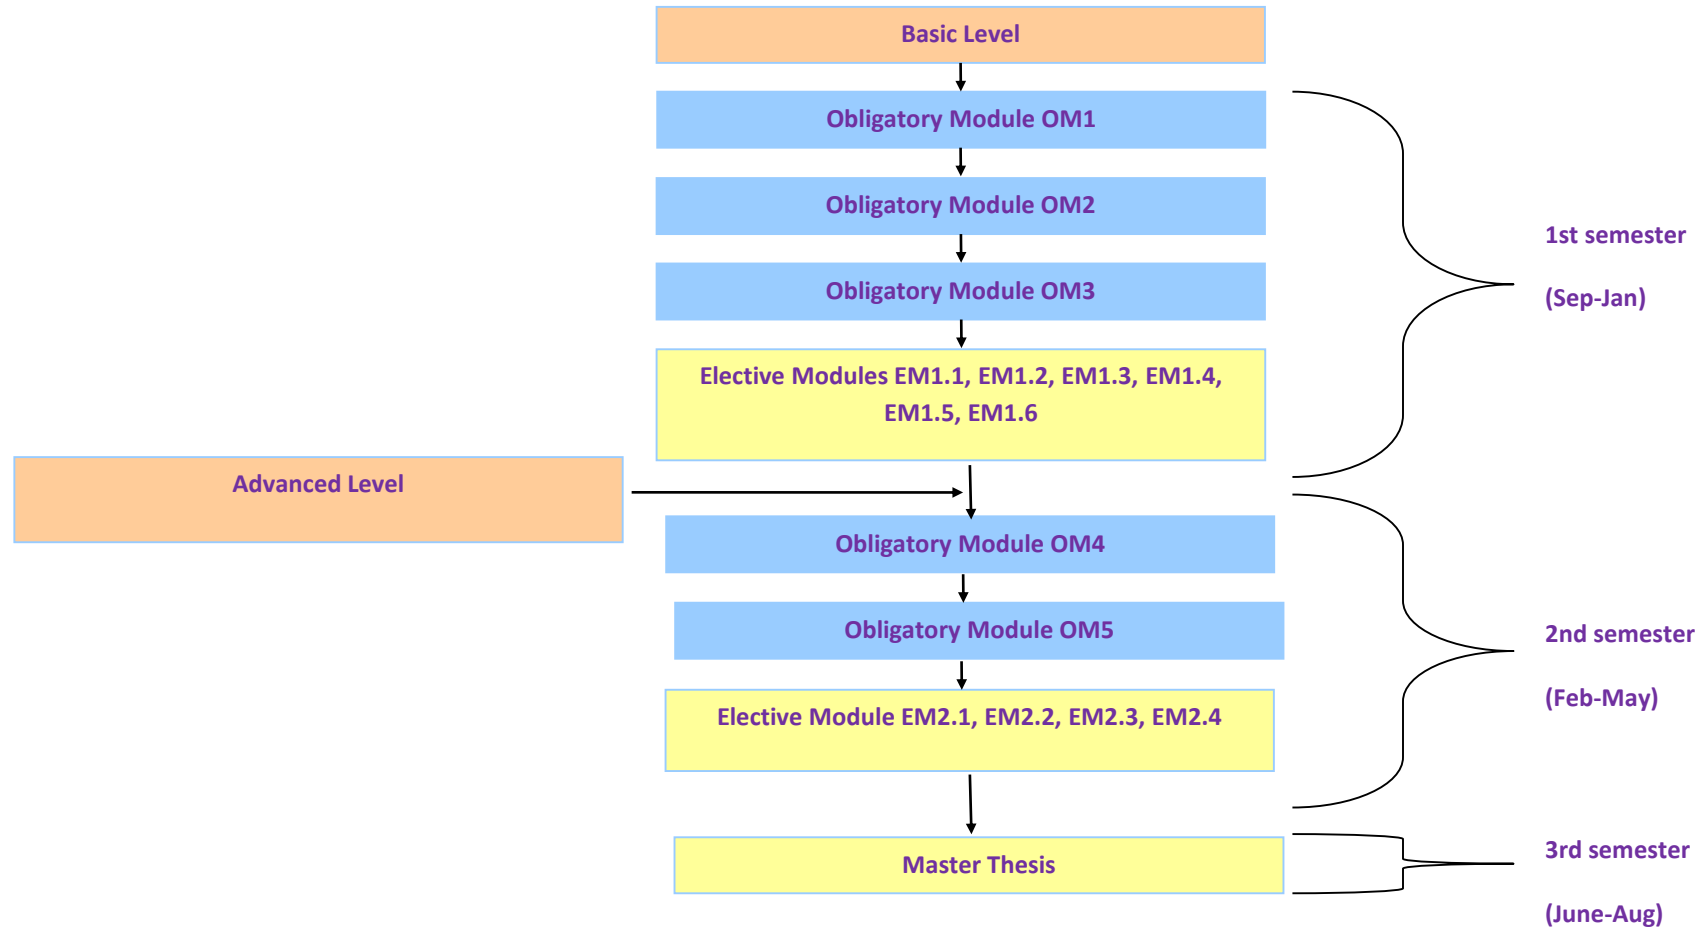 Basic Level
Obligatory Module OM1
Obligatory Module OM2
Obligatory Module OM3
Elective Modules EM1.1, EM1.2, EM1.3, EM1.4,
EM1.5, EM1.6
1st semester
(Sep-Jan)
Advanced Level
Obligatory Module OM4
Obligatory Module OM5
Elective Module EM2.1, EM2.2, EM2.3, EM2.4
2nd semester
(Feb-May)
Master Thesis
3rd semester
(June-Aug)